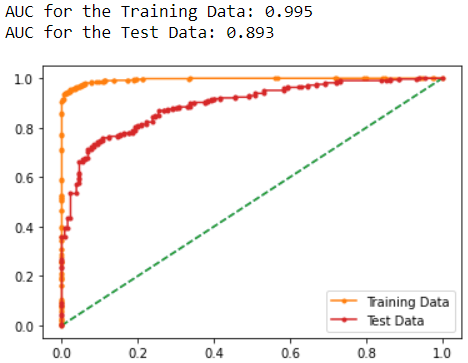 AUC for the Training Data: 0.995
AUC for the Test Data: 0.893
1.0
0.8
0.6
0.4
0.2
0.0
0.0 0.2 0.4 0.6 0.8 1.0
Training Data
Test Data